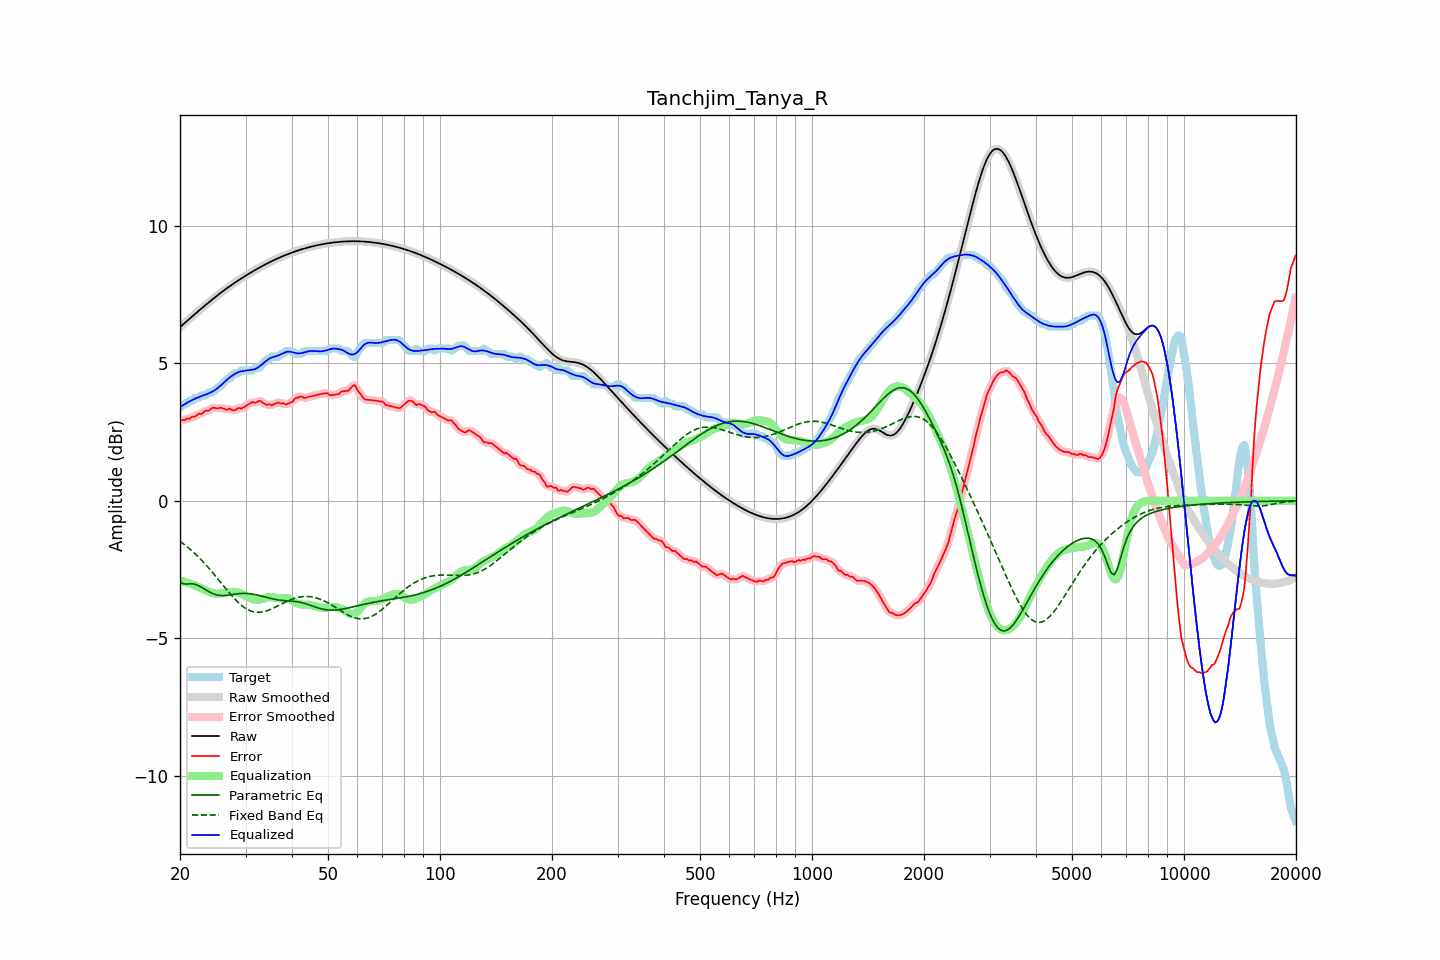 Tanchjim_Tanya_R
Amplitude (dBr)
10
5
0
−5
−10
Target
Raw Smoothed
Error Smoothed
Raw
Error
Equalization
Parametric Eq
Fixed Band Eq
Equalized
20 50 100 200 500 1000 2000 5000 10000 20000
Frequency (Hz)